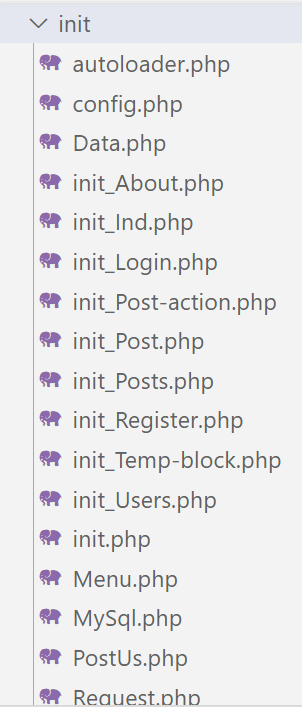 init
autoloader.php
config.php
Data.php
init_About.php
init_Ind.php
init_Login.php
init_Post-action.php
init_Post.php
init_Posts.php
init_Register.php
init_Temp-block.php
init_Users.php
init.php
Menu.php
MySql.php
PostUs.php
Request.php